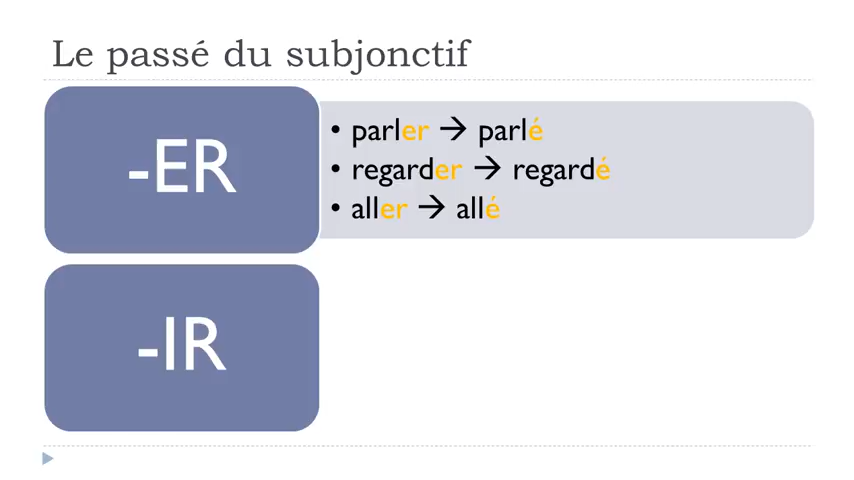 Le passé du subjonctif
-ER
• parler → parlé
• regarder → regardé
• aller → allé
-IR